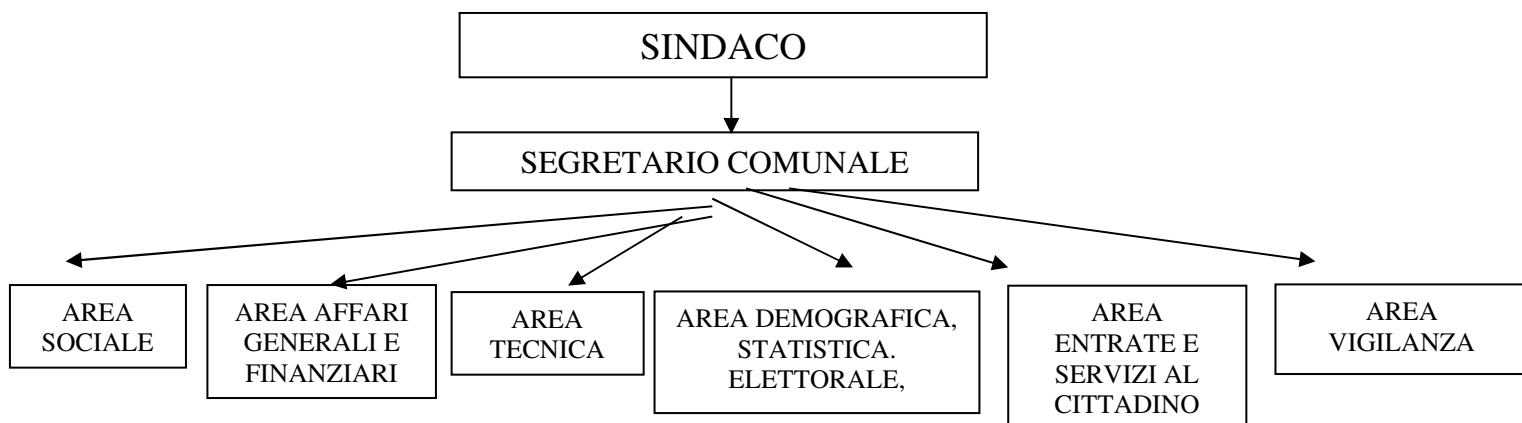 SINDACO
SEGRETARIO COMUNALE
AREA
SOCIALE
AREA AFFARI
GENERALI E
FINANZIARI
AREA
TECNICA
AREA DEMOGRAFICA,
STATISTICA.
ELETTORALE,
AREA
ENTRATE E
SERVIZI AL
CITTADINO
AREA
VIGILANZA